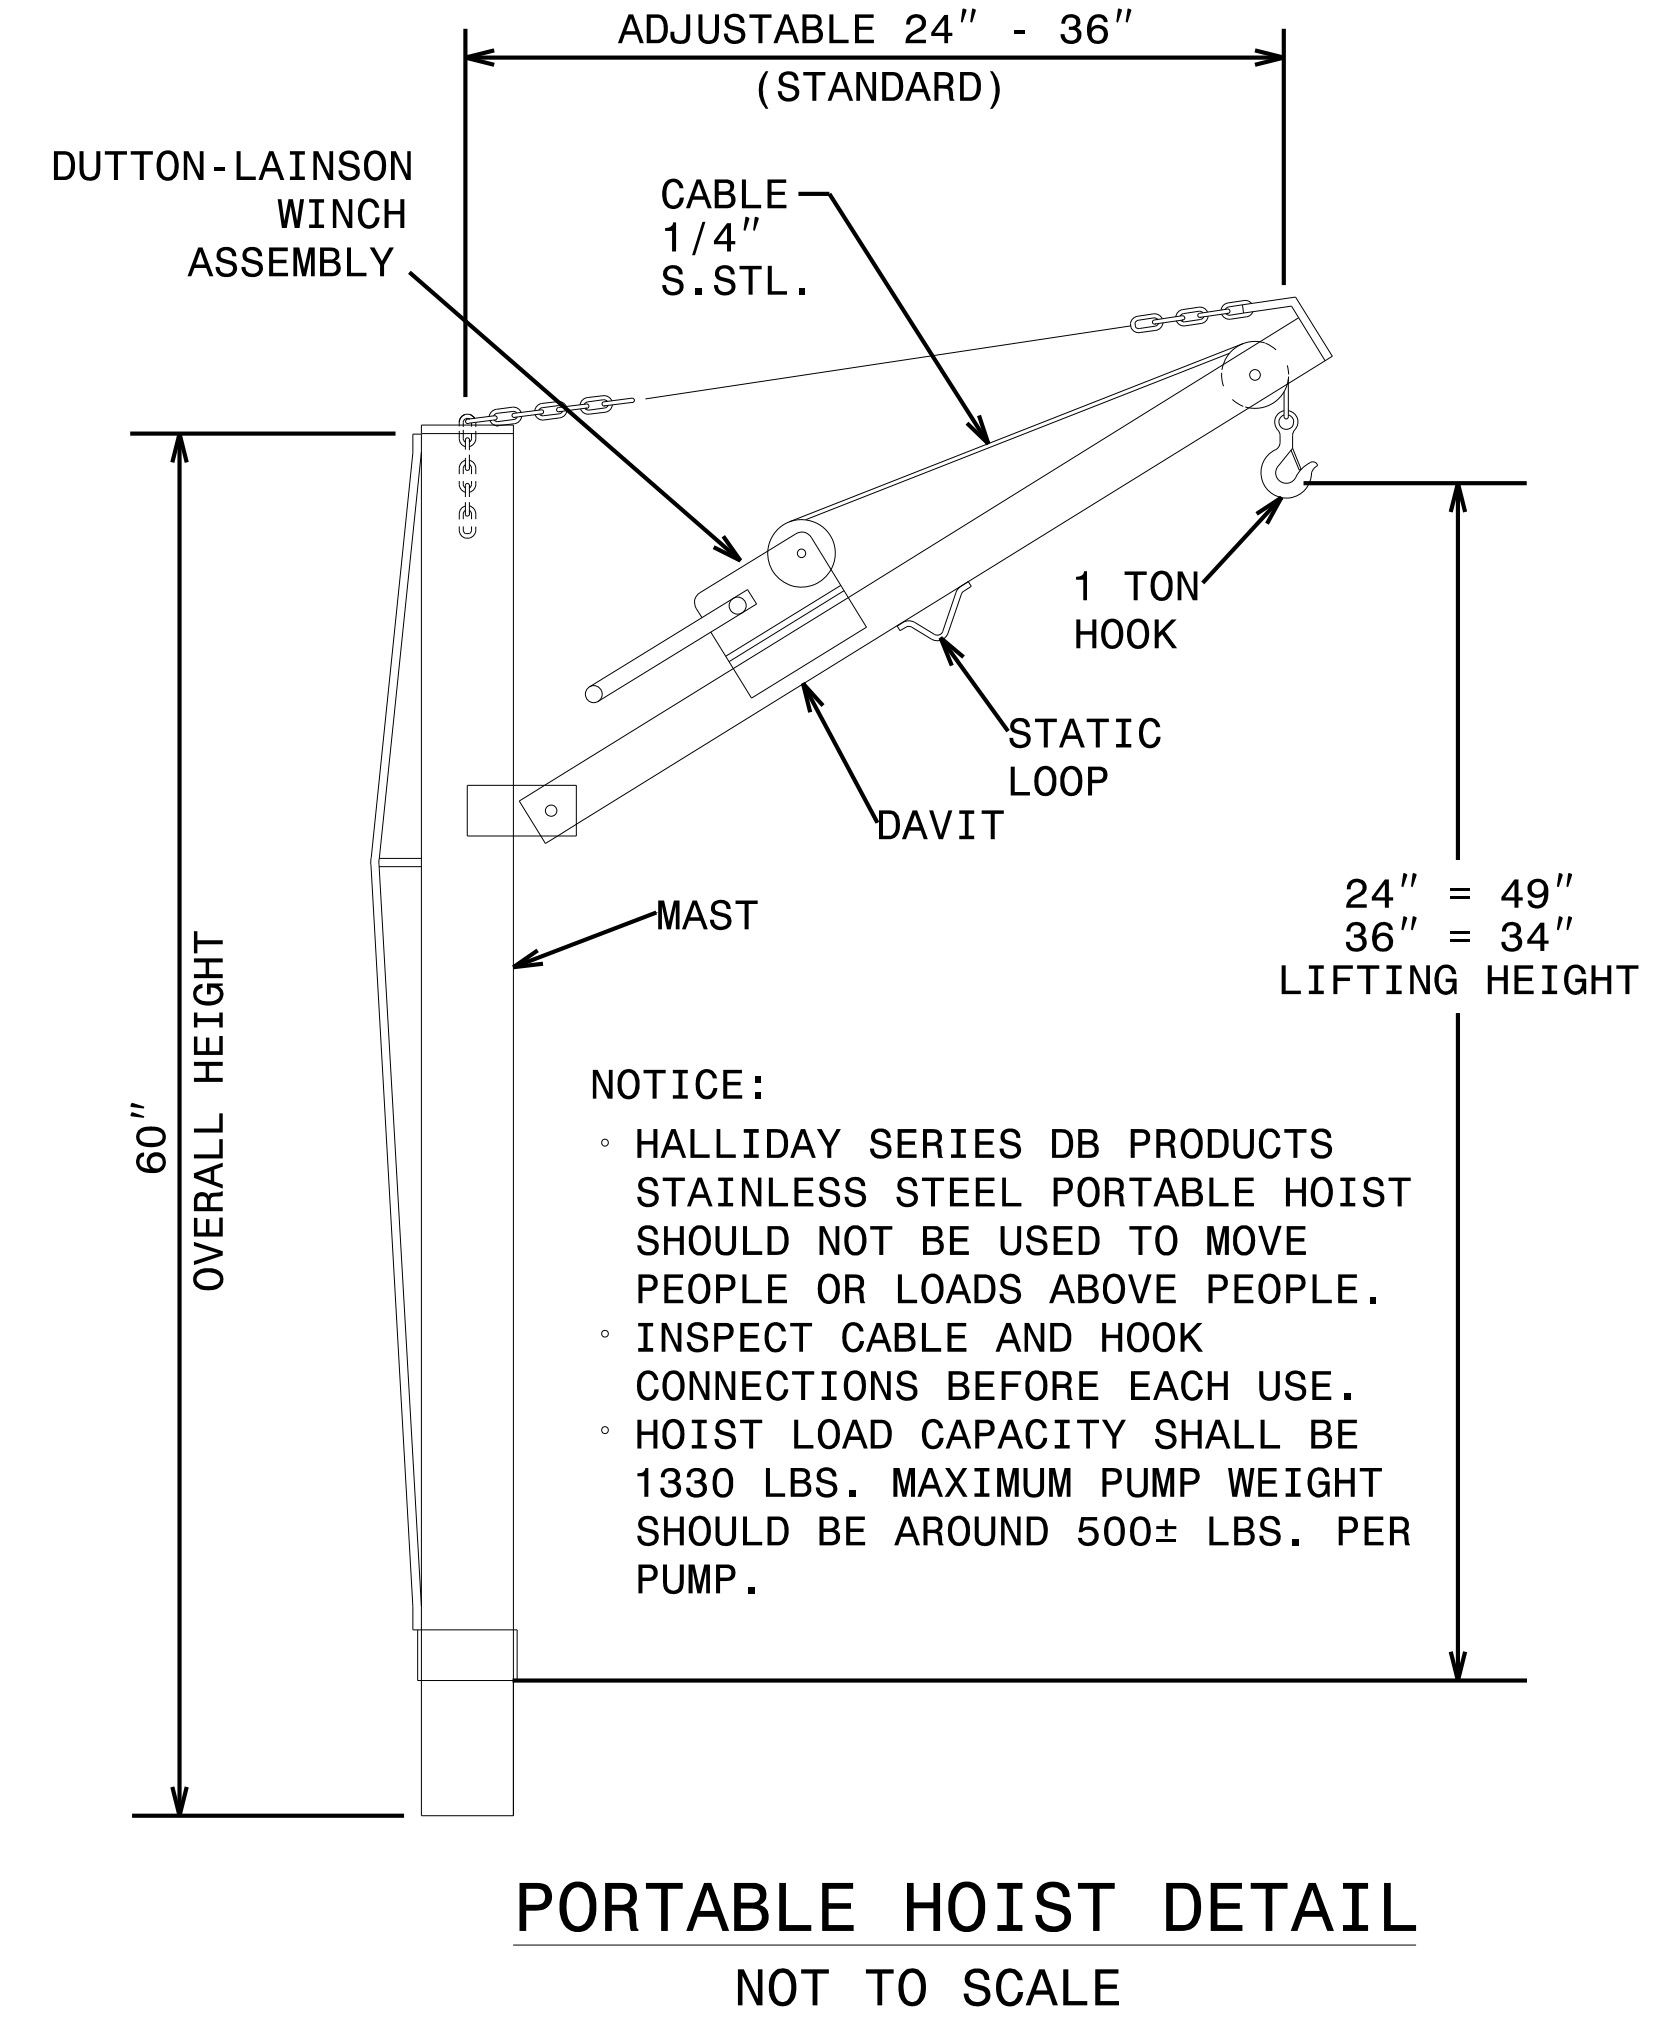 ADJUSTABLE 24" - 36"
(STANDARD)
DUTTON-LAINSON
WINCH
ASSEMBLY
CABLE
1/4"
S.STL.
1 TON
HOOK
STATIC
LOOP
DAVIT
MAST
24" = 49"
36" = 34"
LIFTING HEIGHT
60"
OVERALL HEIGHT
NOTICE:
◦ HALLIDAY SERIES DB PRODUCTS
STAINLESS STEEL PORTABLE HOIST
SHOULD NOT BE USED TO MOVE
PEOPLE OR LOADS ABOVE PEOPLE.
◦ INSPECT CABLE AND HOOK
CONNECTIONS BEFORE EACH USE.
◦ HOIST LOAD CAPACITY SHALL BE
1330 LBS. MAXIMUM PUMP WEIGHT
SHOULD BE AROUND 500± LBS. PER
PUMP.
PORTABLE HOIST DETAIL
NOT TO SCALE